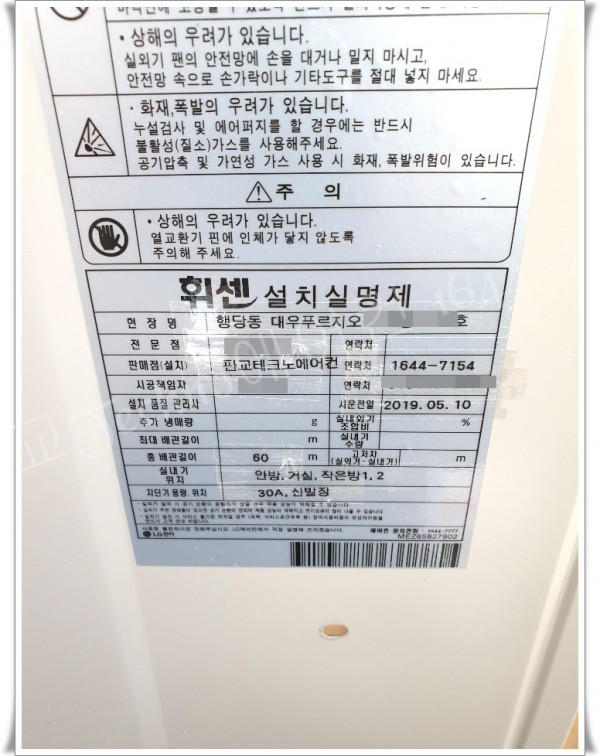 · 상해의 우려가 있습니다.
실외기 팬의 안전망에 손을 대거나 밀지 마시고,
안전망 속으로 손가락이나 기타도구를 절대 넣지 마세요.
· 화재,폭발의 우려가 있습니다.
누설검사 및 에어퍼지를 할 경우에는 반드시
불활성(질소)가스를 사용해주세요.
공기압축 및 가연성 가스 사용 시 화재, 폭발위험이 있습니다.
주 의
· 상해의 우려가 있습니다.
열교환기 핀에 인체가 닿지 않도록
주의해 주세요.
휘센 설치실명제
현 장 명 행당동 대우푸르지오 호
전 문 점 연락처
판매점(설치) 판교테크노에어컨 연락처 1644-7154
시공책임자 연락처
설치 품질 관리사 시운전일 2019.05.10
추가 냉매량 g 실내외기 조합비 %
최대 배관길이 m 실내기 수량
총 배관길이 60 m 고저차 (실외기-실내기) m
실내기 위치 안방, 거실, 작은방1, 2
차단기 용량, 위치 30A, 신발장
에어컨 문의전화 : 1544-7777
LG전자 MEZ65827902